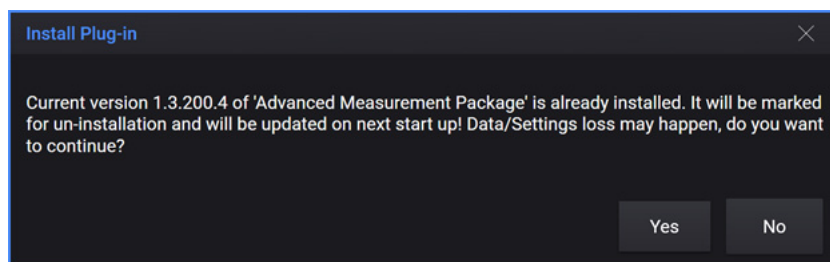 Install Plug-in
Current version 1.3.200.4 of 'Advanced Measurement Package' is already installed. It will be marked
for un-installation and will be updated on next start up! Data/Settings loss may happen, do you want
to continue?
Yes No